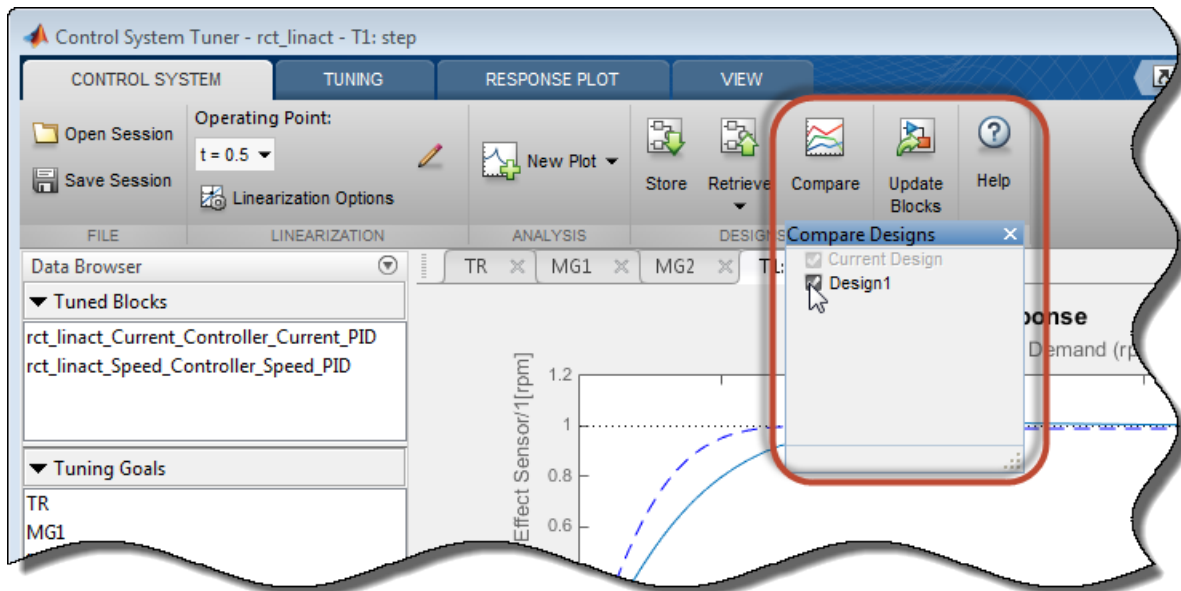 Control System Tuner - rct_linact - T1: step
CONTROL SYSTEM TUNING RESPONSE PLOT VIEW
Open Session
Save Session
Operating Point:
t = 0.5
Linearization Options
New Plot
Store
Retrieve
Compare
Update
Blocks
Help
FILE LINEARIZATION ANALYSIS DESIGNS
Compare Designs
Current Design
Design1
Data Browser
TR MG1 MG2 T1:
Tuned Blocks
rct_linact_Current_Controller_Current_PID
rct_linact_Speed_Controller_Speed_PID
Tuning Goals
TR
MG1
ponse
Demand (rp
Effect Sensor/1[rpm]
1.2
1
0.8
0.6